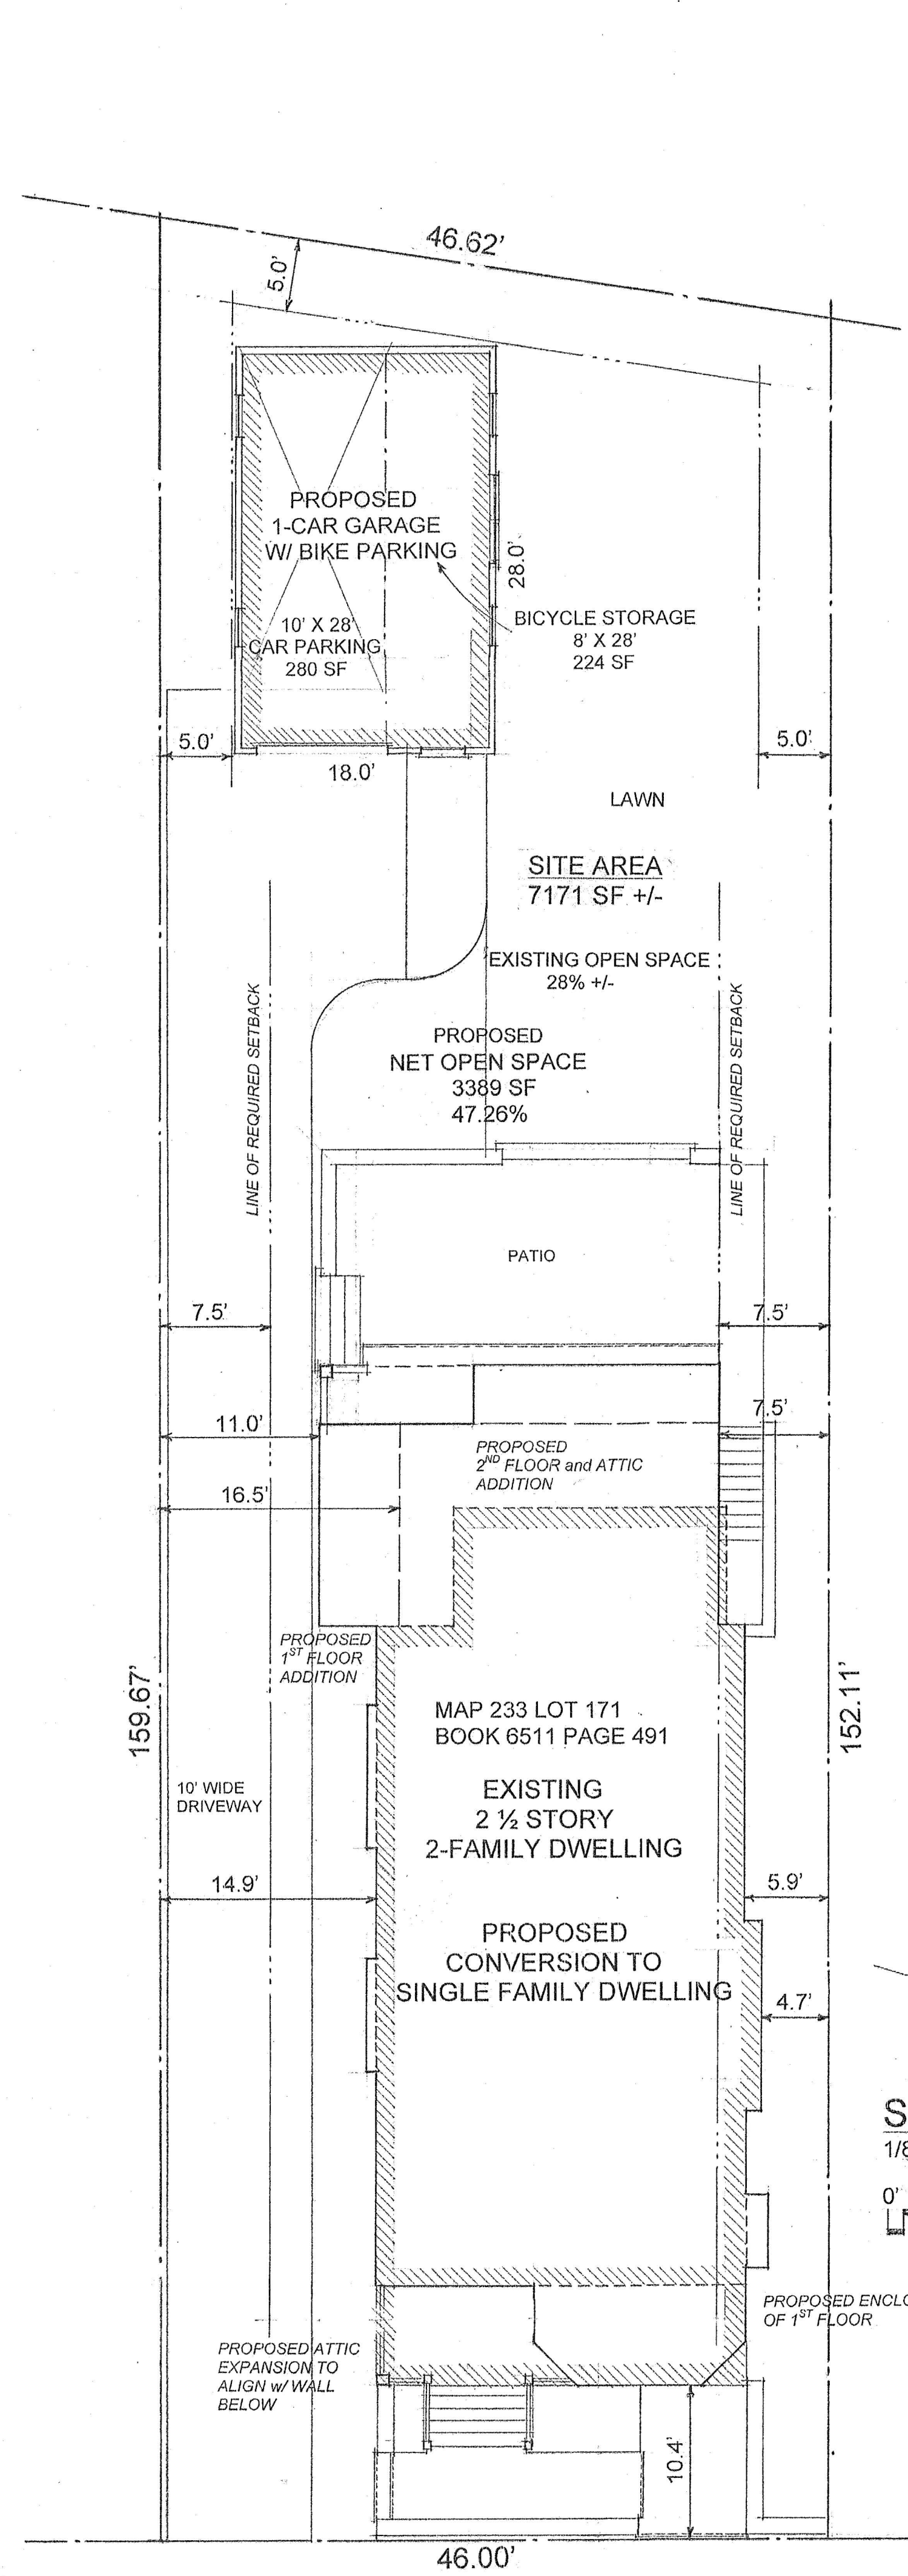 46.62'
5.0'
PROPOSED
1-CAR GARAGE
W/ BIKE PARKING
28.0'
10' X 28'
CAR PARKING
280 SF
BICYCLE STORAGE
8' X 28'
224 SF
5.0'
18.0'
5.0'
LAWN
SITE AREA
7171 SF +/-
EXISTING OPEN SPACE
28% +/-
LINE OF REQUIRED SETBACK
LINE OF REQUIRED SETBACK
PROPOSED
NET OPEN SPACE
3389 SF
47.26%
PATIO
7.5'
7.5'
11.0'
7.5'
PROPOSED
2ND FLOOR and ATTIC
ADDITION
16.5'
PROPOSED
1ST FLOOR
ADDITION
159.67'
152.11'
MAP 233 LOT 171
BOOK 6511 PAGE 491
10' WIDE
DRIVEWAY
EXISTING
2 ½ STORY
2-FAMILY DWELLING
14.9'
5.9'
PROPOSED
CONVERSION TO
SINGLE FAMILY DWELLING
4.7'
S
1/8
0'
PROPOSED ENCLO
OF 1ST FLOOR
PROPOSED ATTIC
EXPANSION TO
ALIGN w/ WALL
BELOW
10.4'
46.00'